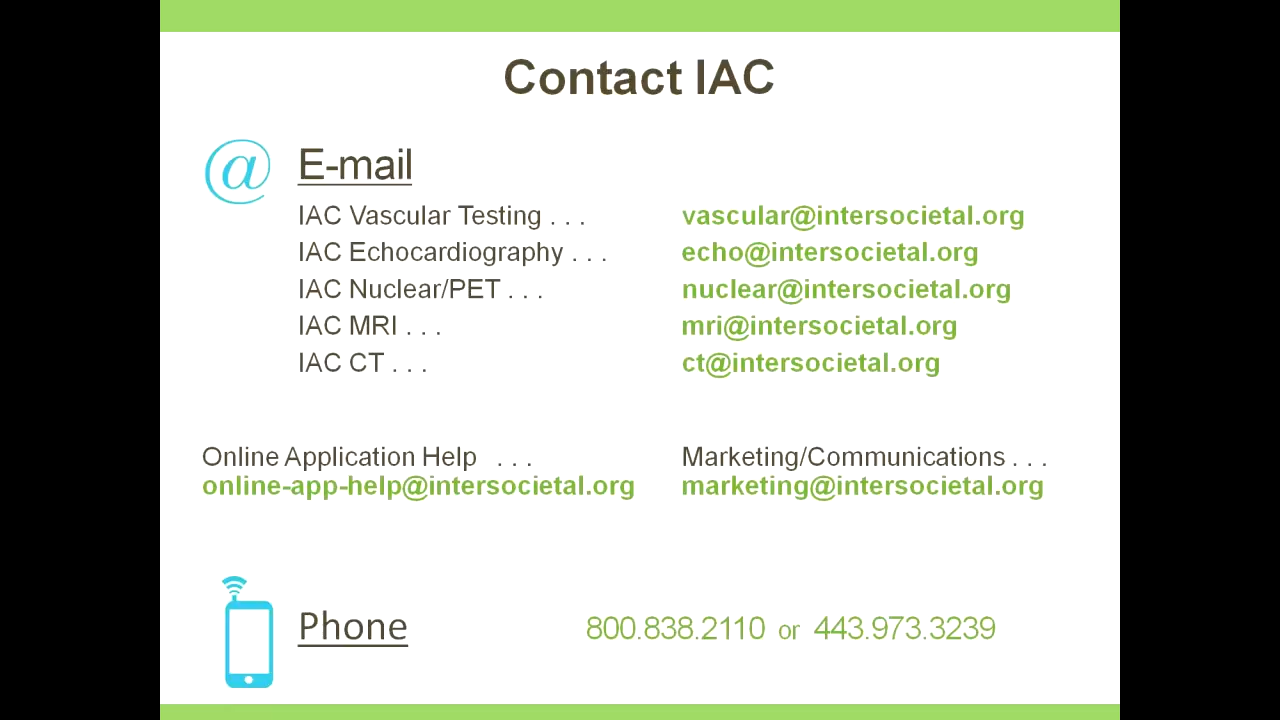 Contact IAC
@ E-mail
IAC Vascular Testing . . . vascular@intersocietal.org
IAC Echocardiography . . . echo@intersocietal.org
IAC Nuclear/PET . . . nuclear@intersocietal.org
IAC MRI . . . mri@intersocietal.org
IAC CT . . . ct@intersocietal.org
Online Application Help . . . Marketing/Communications . . .
online-app-help@intersocietal.org marketing@intersocietal.org
Phone 800.838.2110 or 443.973.3239